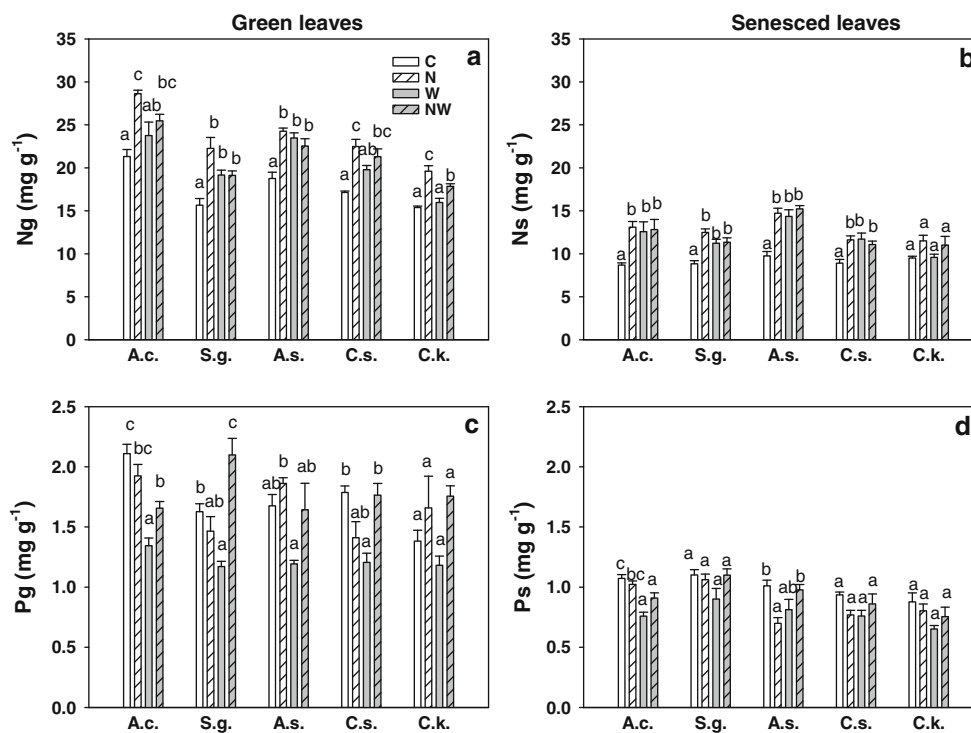 Green leaves
Senesced leaves
a
C
N
W
NW
Ng (mg g⁻¹)
35
30
25
20
15
10
5
0
a c ab bc
a b b b
a b b b
a c ab bc
a c a b
A.c. S.g. A.s. C.s. C.k.
b
Ns (mg g⁻¹)
35
30
25
20
15
10
5
0
a b b b
a b b b
a b b b
a b b b
a a a a
A.c. S.g. A.s. C.s. C.k.
c
Pg (mg g⁻¹)
2.5
2.0
1.5
1.0
0.5
0.0
c bc a b
b ab a c
ab b a ab
b ab ab b
a a a a
A.c. S.g. A.s. C.s. C.k.
d
Ps (mg g⁻¹)
2.5
2.0
1.5
1.0
0.5
0.0
c bc a a
a a a a
b a ab b
a a a a
a a a a
A.c. S.g. A.s. C.s. C.k.